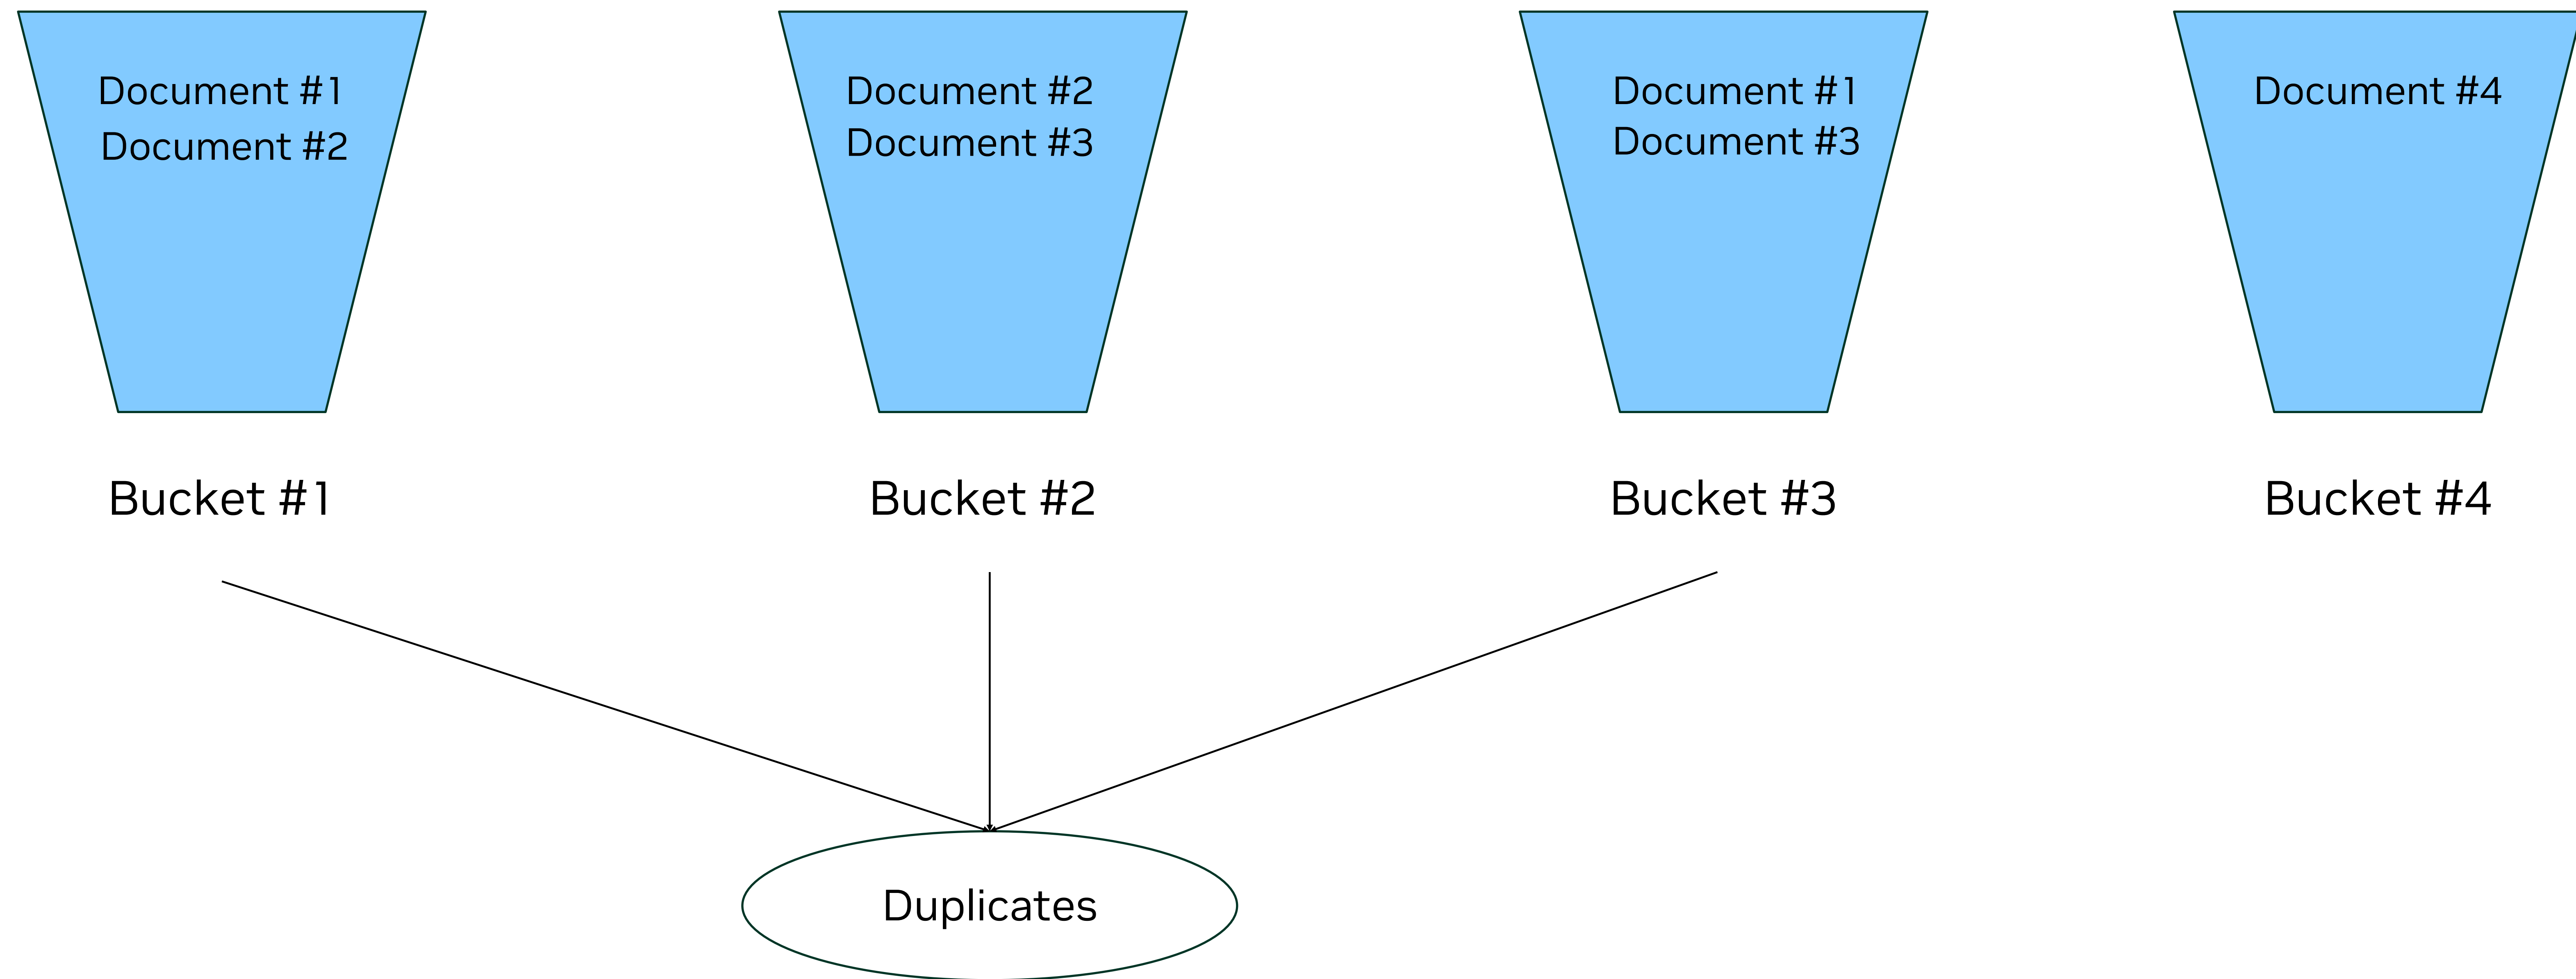 Document #1
Document #2
Document #2
Document #3
Document #1
Document #3
Document #4
Bucket #1
Bucket #2
Bucket #3
Bucket #4
Duplicates